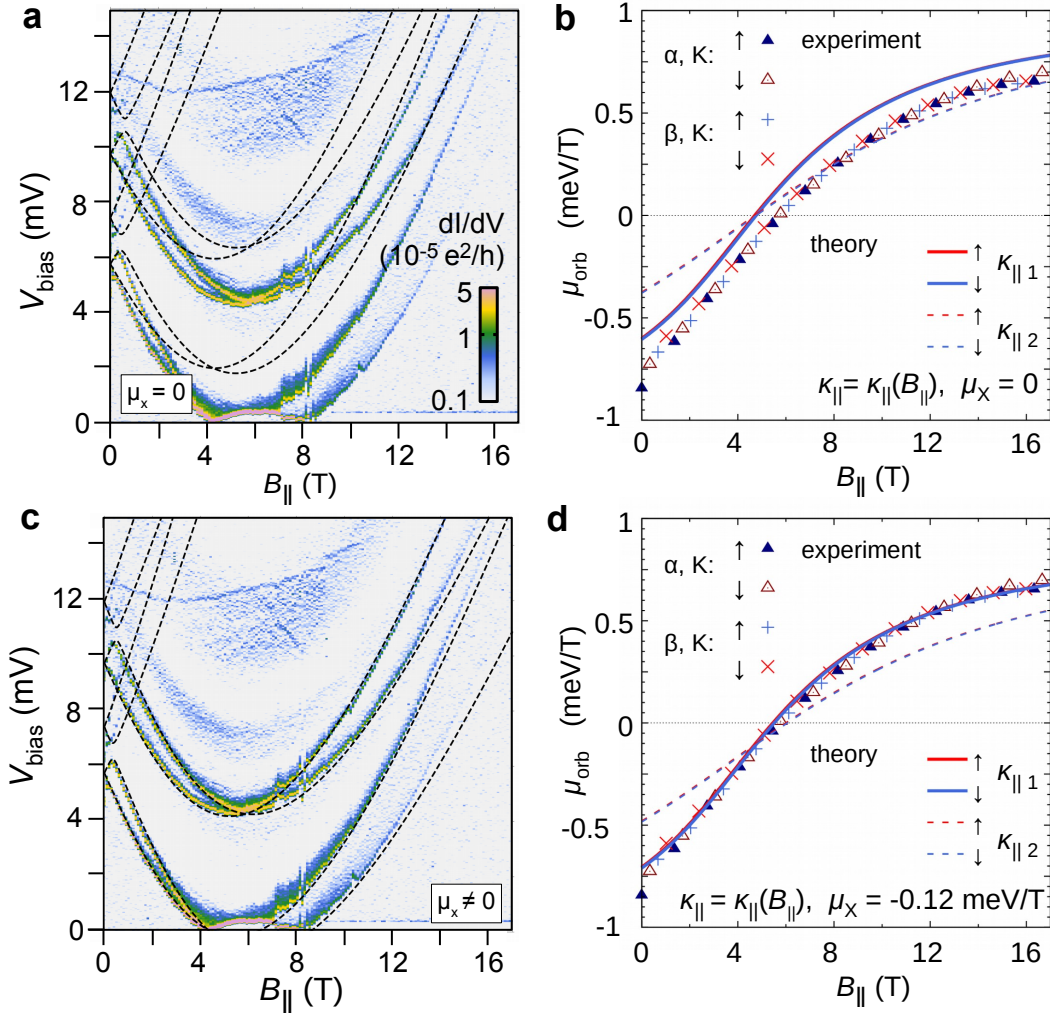 a
V_bias (mV)
12
8
4
0
dI/dV
(10⁻⁵ e²/h)
5
1
0.1
μₓ = 0
0 4 8 12 16
B_∥ (T)
b
μ_orb (meV/T)
1
0.5
0
-0.5
-1
α, K: ↑ experiment
↓
β, K: ↑
↓
theory
↑ κ_∥ 1
↓
↑ κ_∥ 2
↓
κ_∥ = κ_∥(B_∥), μ_X = 0
0 4 8 12 16
B_∥ (T)
c
V_bias (mV)
12
8
4
0
μₓ ≠ 0
0 4 8 12 16
B_∥ (T)
d
μ_orb (meV/T)
1
0.5
0
-0.5
-1
α, K: ↑ experiment
↓
β, K: ↑
↓
theory
↑ κ_∥ 1
↓
↑ κ_∥ 2
↓
κ_∥ = κ_∥(B_∥), μ_X = -0.12 meV/T
0 4 8 12 16
B_∥ (T)